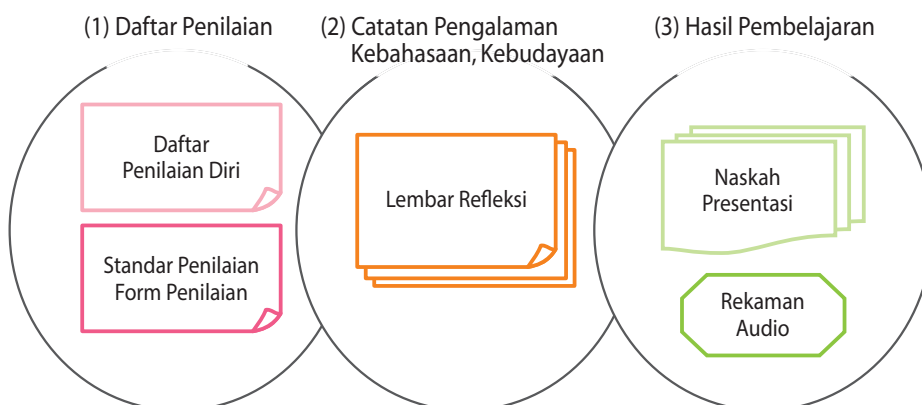 (1) Daftar Penilaian
(2) Catatan Pengalaman
Kebahasaan, Kebudayaan
(3) Hasil Pembelajaran
Daftar
Penilaian Diri
Standar Penilaian
Form Penilaian
Lembar Refleksi
Naskah
Presentasi
Rekaman
Audio